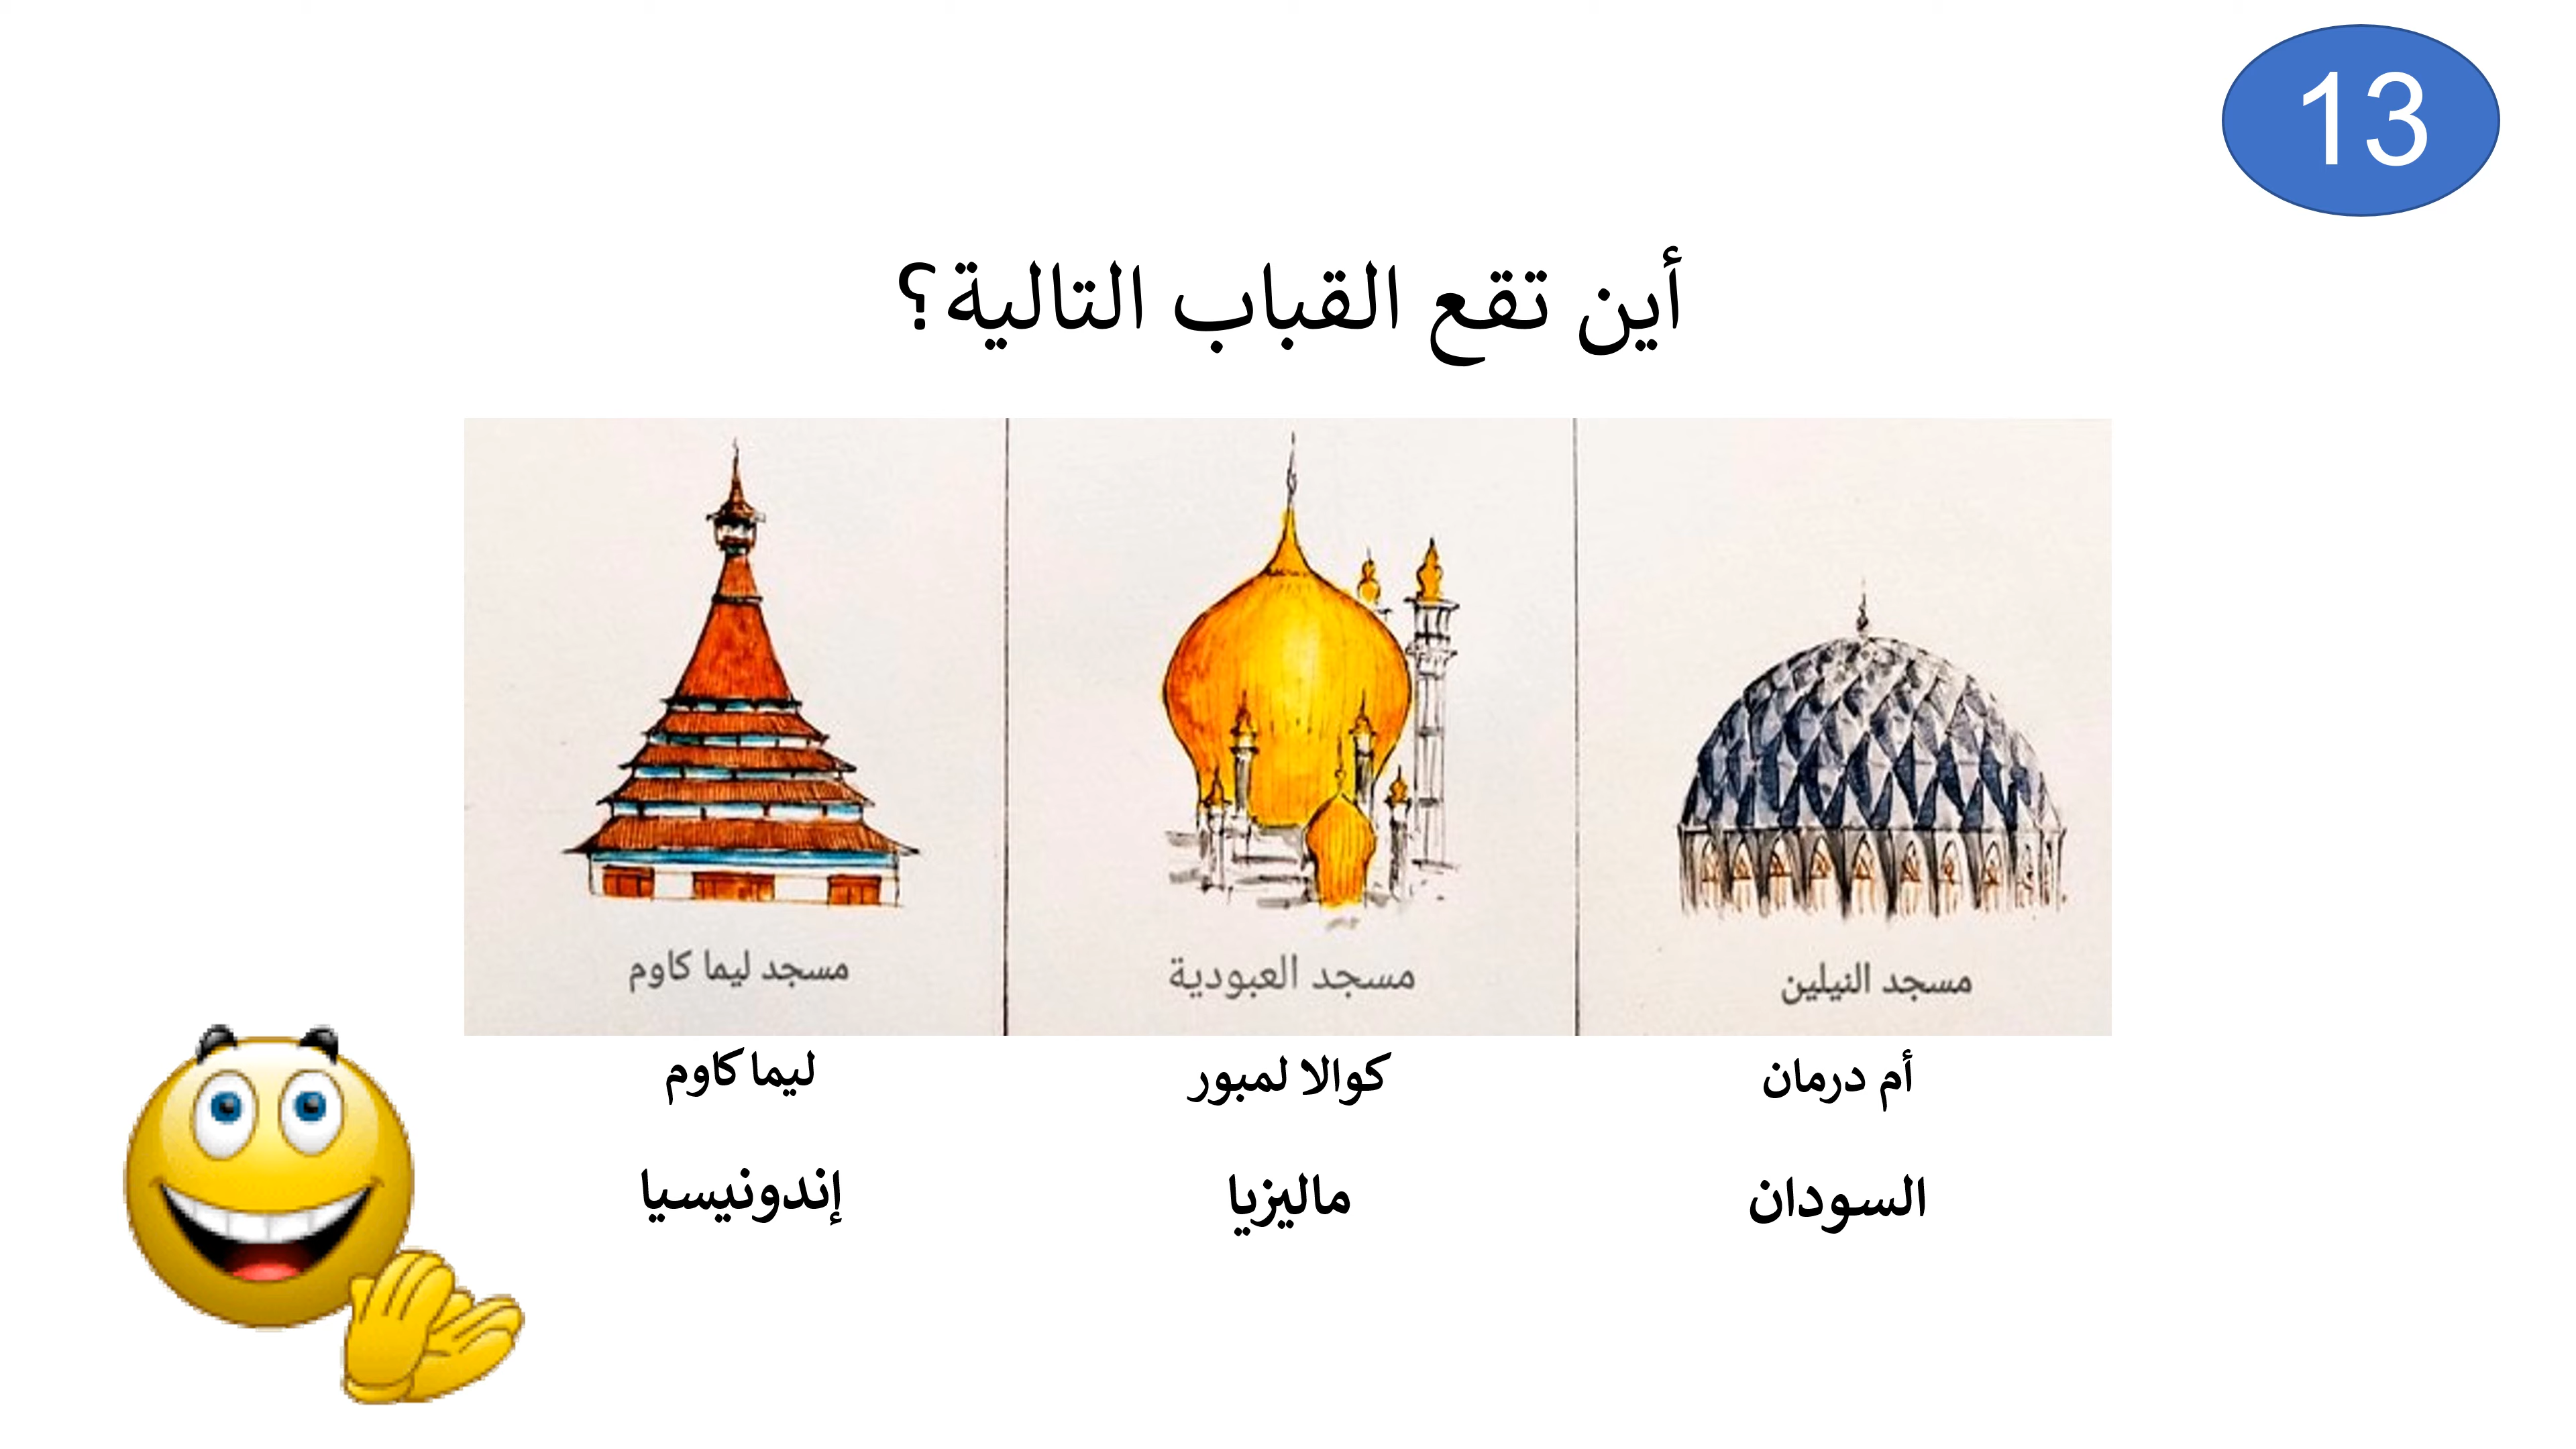 13
أين تقع القباب التالية؟
مسجد النيلين
مسجد العبودية
مسجد ليما كاوم
أم درمان
كوالا لمبور
ليما كاوم
السودان
ماليزيا
إندونيسيا